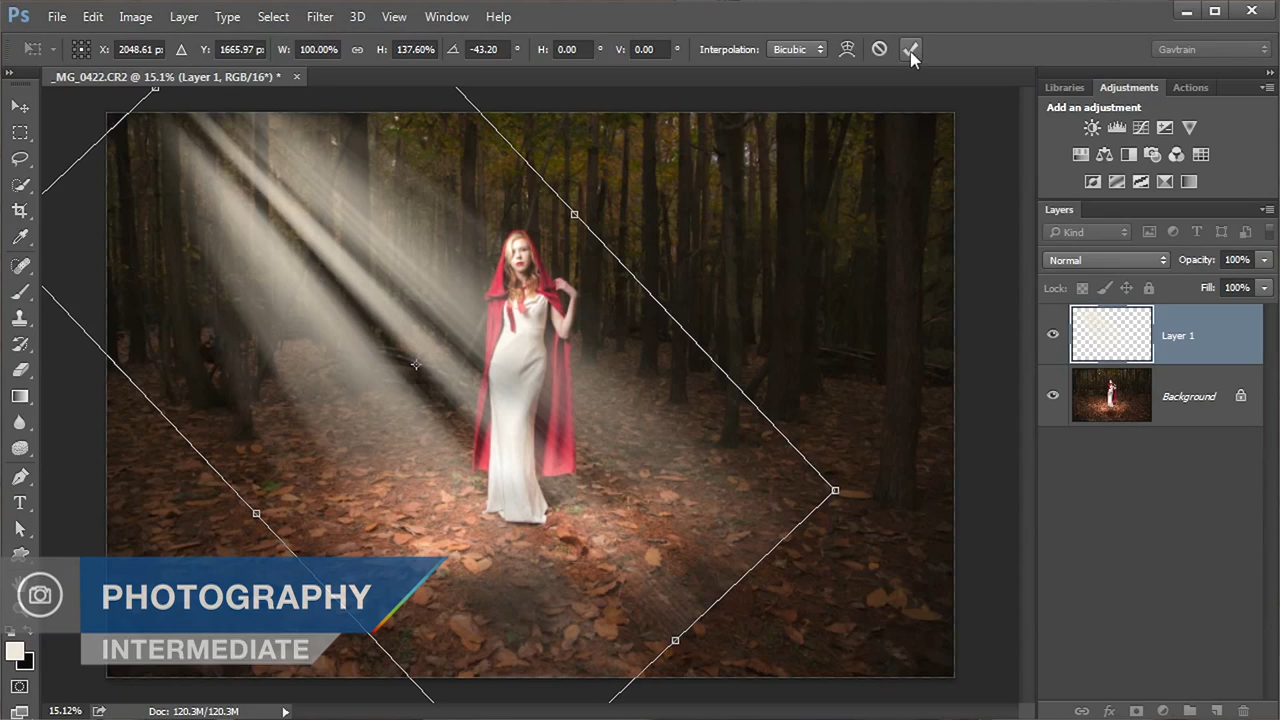 Ps File Edit Image Layer Type Select Filter 3D View Window Help
X: 2048.61 p: Y: 1665.97 p: W: 100.00% H: 137.60% -43.20 ° H: 0.00 ° V: 0.00 ° Interpolation: Bicubic Gavtrain
_MG_0422.CR2 @ 15.1% (Layer 1, RGB/16*) * ×
Libraries Adjustments Actions
Add an adjustment
Layers
Kind
Normal Opacity: 100%
Lock: Fill: 100%
Layer 1
Background
PHOTOGRAPHY
INTERMEDIATE
15.12% Doc: 120.3M/120.3M